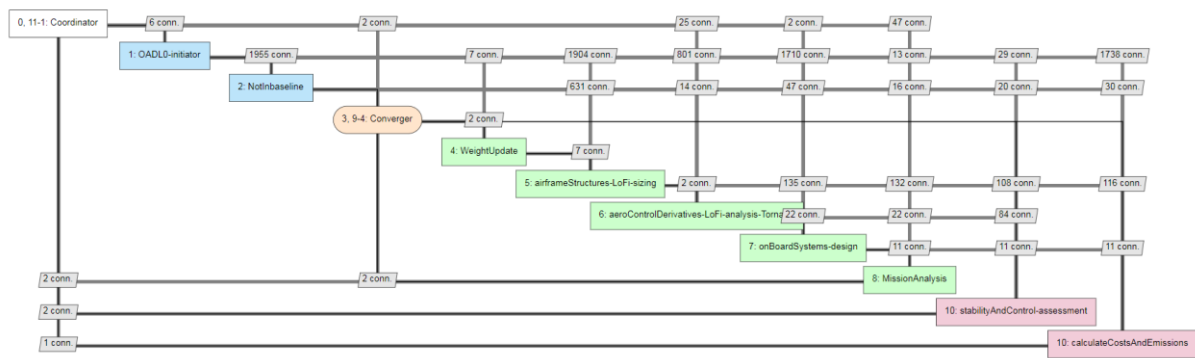 0, 11-1: Coordinator
6 conn.
2 conn.
25 conn.
2 conn.
47 conn.
1: OADL0-initiator
1955 conn.
7 conn.
1904 conn.
801 conn.
1710 conn.
13 conn.
29 conn.
1738 conn.
2: NotInbaseline
631 conn.
14 conn.
47 conn.
16 conn.
20 conn.
30 conn.
3, 9-4: Converger
2 conn.
4: WeightUpdate
7 conn.
5: airframeStructures-LoFi-sizing
2 conn.
135 conn.
132 conn.
108 conn.
116 conn.
6: aeroControlDerivatives-LoFi-analysis-Torna
22 conn.
22 conn.
84 conn.
7: onBoardSystems-design
11 conn.
11 conn.
11 conn.
2 conn.
2 conn.
8: MissionAnalysis
2 conn.
10: stabilityAndControl-assessment
1 conn.
10: calculateCostsAndEmissions